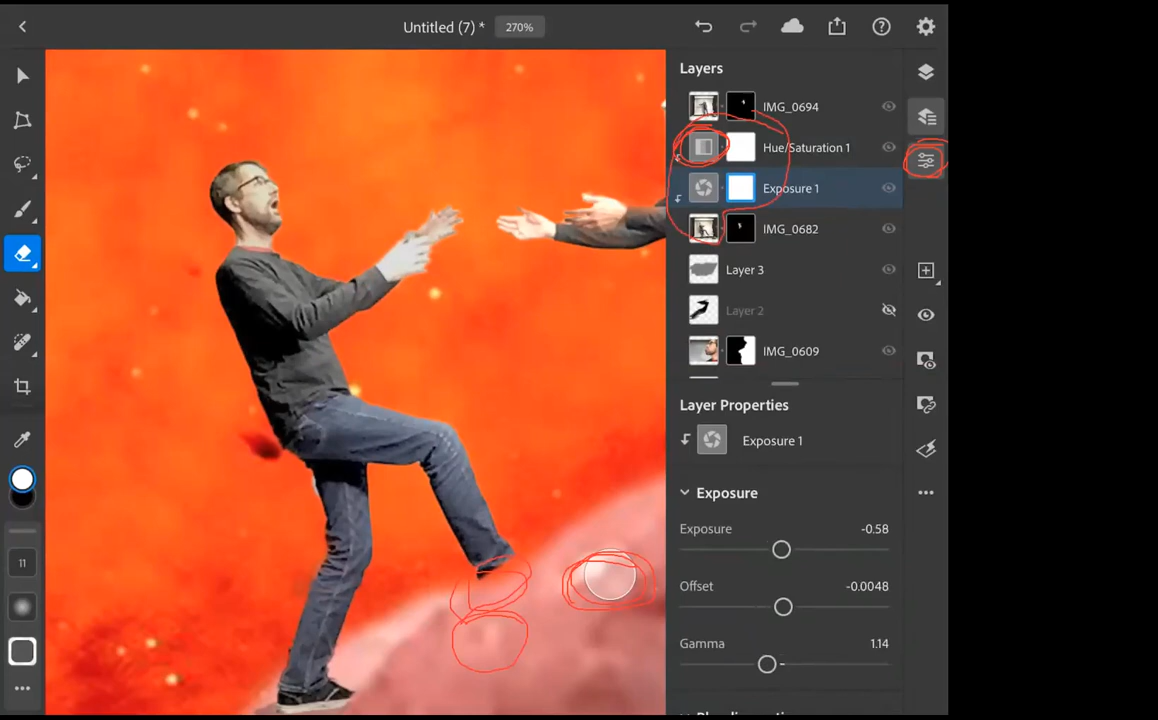 Untitled (7) *
270%
Layers
IMG_0694
Hue/Saturation 1
Exposure 1
IMG_0682
Layer 3
Layer 2
IMG_0609
Layer Properties
Exposure 1
Exposure
Exposure -0.58
Offset -0.0048
Gamma 1.14
11